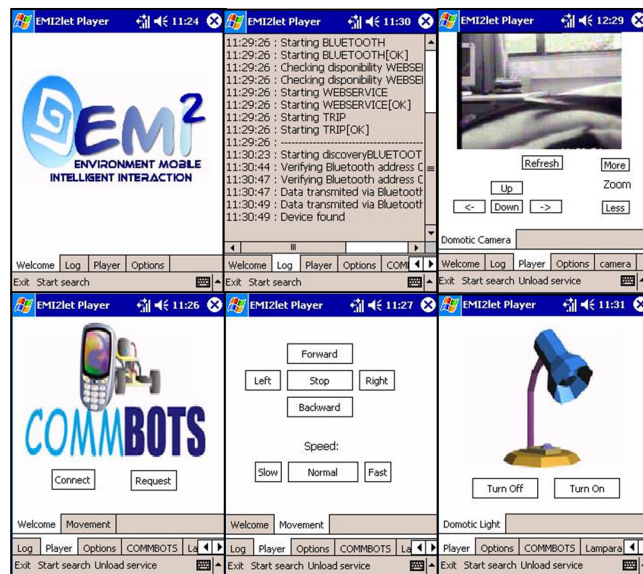 EMI2let Player 11:24
EMI2
ENVIRONMENT MOBILE
INTELLIGENT INTERACTION
Welcome Log Player Options
Exit Start search
EMI2let Player 11:30
11:29:26 : Starting BLUETOOTH
11:29:26 : Starting BLUETOOTH[OK]
11:29:26 : Checking disponibility WEBSE
11:29:26 : Checking disponibility WEBSE
11:29:26 : Starting WEBSERVICE
11:29:26 : Starting WEBSERVICE[OK]
11:29:26 : Starting TRIP
11:29:26 : Starting TRIP[OK]
11:29:26 : ------------------------------------
11:30:23 : Starting discoveryBLUETOOT
11:30:44 : Verifying Bluetooth address
11:30:47 : Verifying Bluetooth address
11:30:47 : Data transmited via Bluetooth
11:30:49 : Data transmited via Bluetooth
11:30:49 : Device found
Welcome Log Player Options COM
Exit Start search
EMI2let Player 12:29
Refresh More
Up Zoom
<- Down -> Less
Domotic Camera
Welcome Log Player Options camera
Exit Start search Unload service
EMI2let Player 11:26
COMMBOTS
Connect Request
Welcome Movement
Log Player Options COMMBOTS La
Exit Start search Unload service
EMI2let Player 11:27
Forward
Left Stop Right
Backward
Speed:
Slow Normal Fast
Welcome Movement
Log Player Options COMMBOTS La
Exit Start search Unload service
EMI2let Player 11:31
Turn Off Turn On
Domotic Light
Player Options COMMBOTS Lampara
Exit Start search Unload service